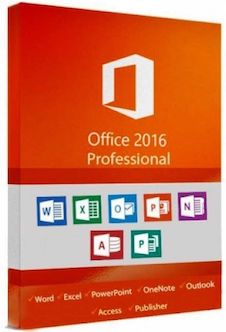 Office 2016
Professional
W X O P N
A P
✓Word ✓Excel ✓PowerPoint ✓OneNote ✓Outlook
✓Access ✓Publisher